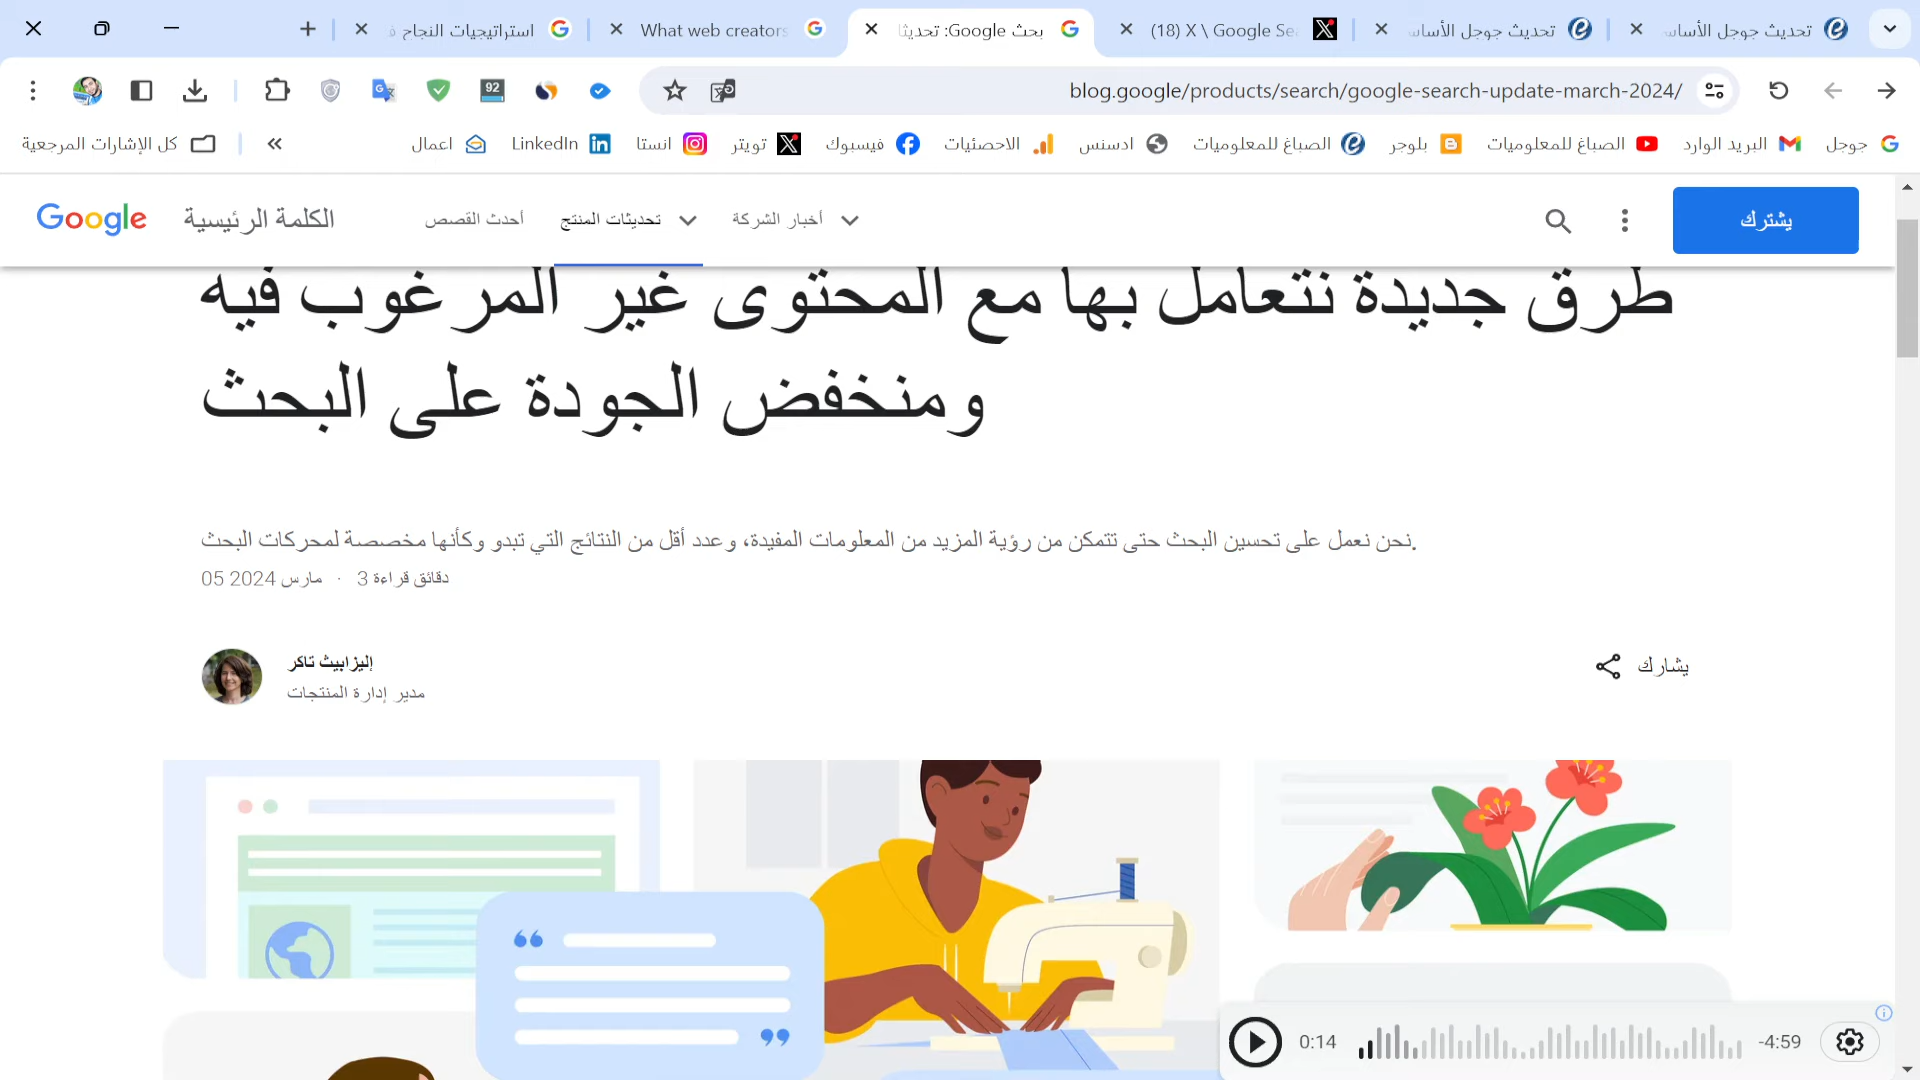 تحديث جوجل الأساس
تحديث جوجل الأساس
(18) X \ Google Se
بحث Google: تحديثا
What web creators
استراتيجيات النجاح ف
blog.google/products/search/google-search-update-march-2024/
92
جوجل
البريد الوارد
الصباغ للمعلوميات
بلوجر
الصباغ للمعلوميات
ادسنس
الاحصئيات
فيسبوك
تويتر
انستا
LinkedIn
اعمال
»
كل الإشارات المرجعية
Google
الكلمة الرئيسية
أحدث القصص
تحديثات المنتج
أخبار الشركة
يشترك
طرق جديدة نتعامل بها مع المحتوى غير المرغوب فيه
ومنخفض الجودة على البحث
نحن نعمل على تحسين البحث حتى تتمكن من رؤية المزيد من المعلومات المفيدة، وعدد أقل من النتائج التي تبدو وكأنها مخصصة لمحركات البحث.
05 مارس 2024 · 3 دقائق قراءة
إليزابيث تاكر
مدير إدارة المنتجات
يشارك
0:14
-4:59